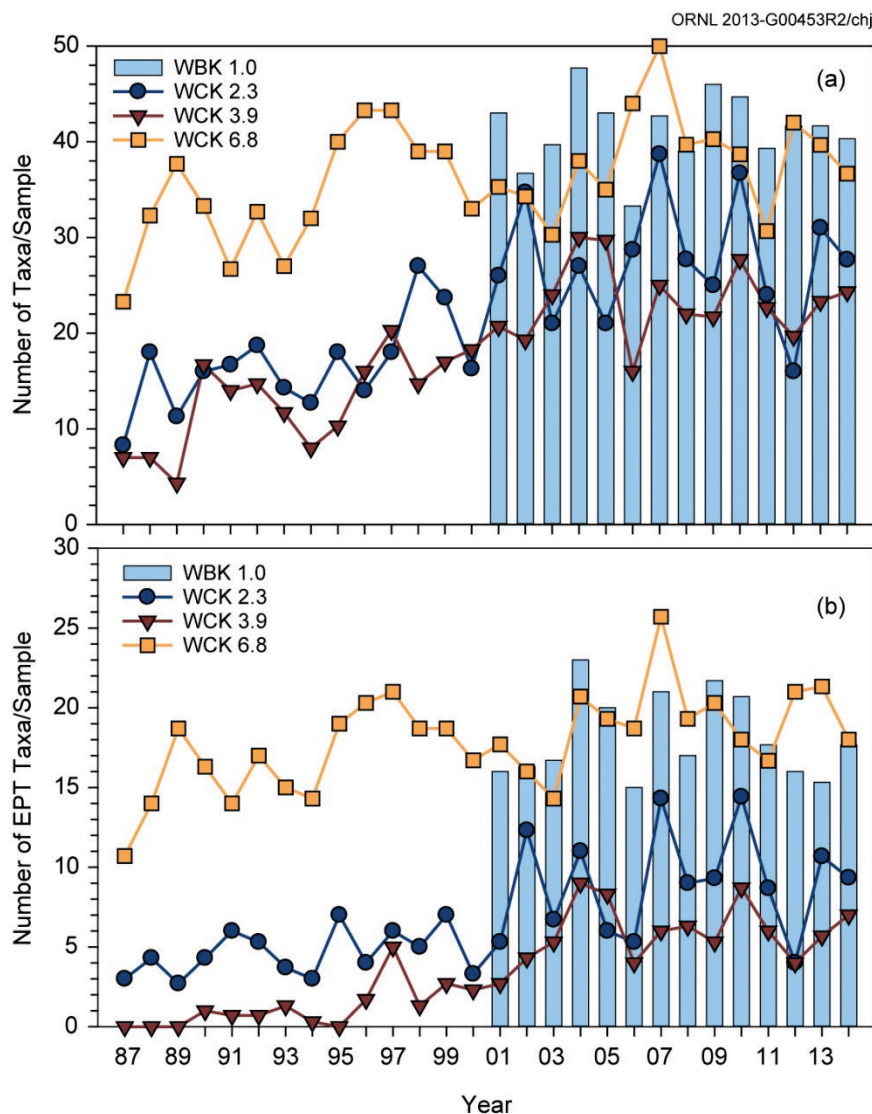 ORNL 2013-G00453R2/chj
50
40
30
20
10
0
Number of Taxa/Sample
WBK 1.0
WCK 2.3
WCK 3.9
WCK 6.8
(a)
30
25
20
15
10
5
0
Number of EPT Taxa/Sample
WBK 1.0
WCK 2.3
WCK 3.9
WCK 6.8
(b)
87 89 91 93 95 97 99 01 03 05 07 09 11 13
Year